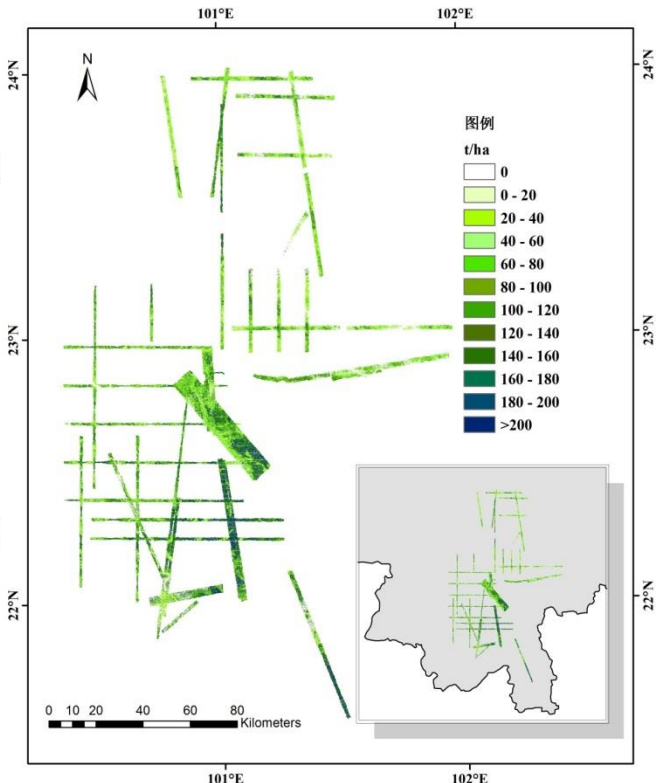 101°E 102°E
24°N 24°N
N
图例
t/ha
0
0 - 20
20 - 40
40 - 60
60 - 80
80 - 100
100 - 120
120 - 140
140 - 160
160 - 180
180 - 200
>200
23°N 23°N
22°N 22°N
0 10 20 40 60 80
Kilometers
101°E 102°E